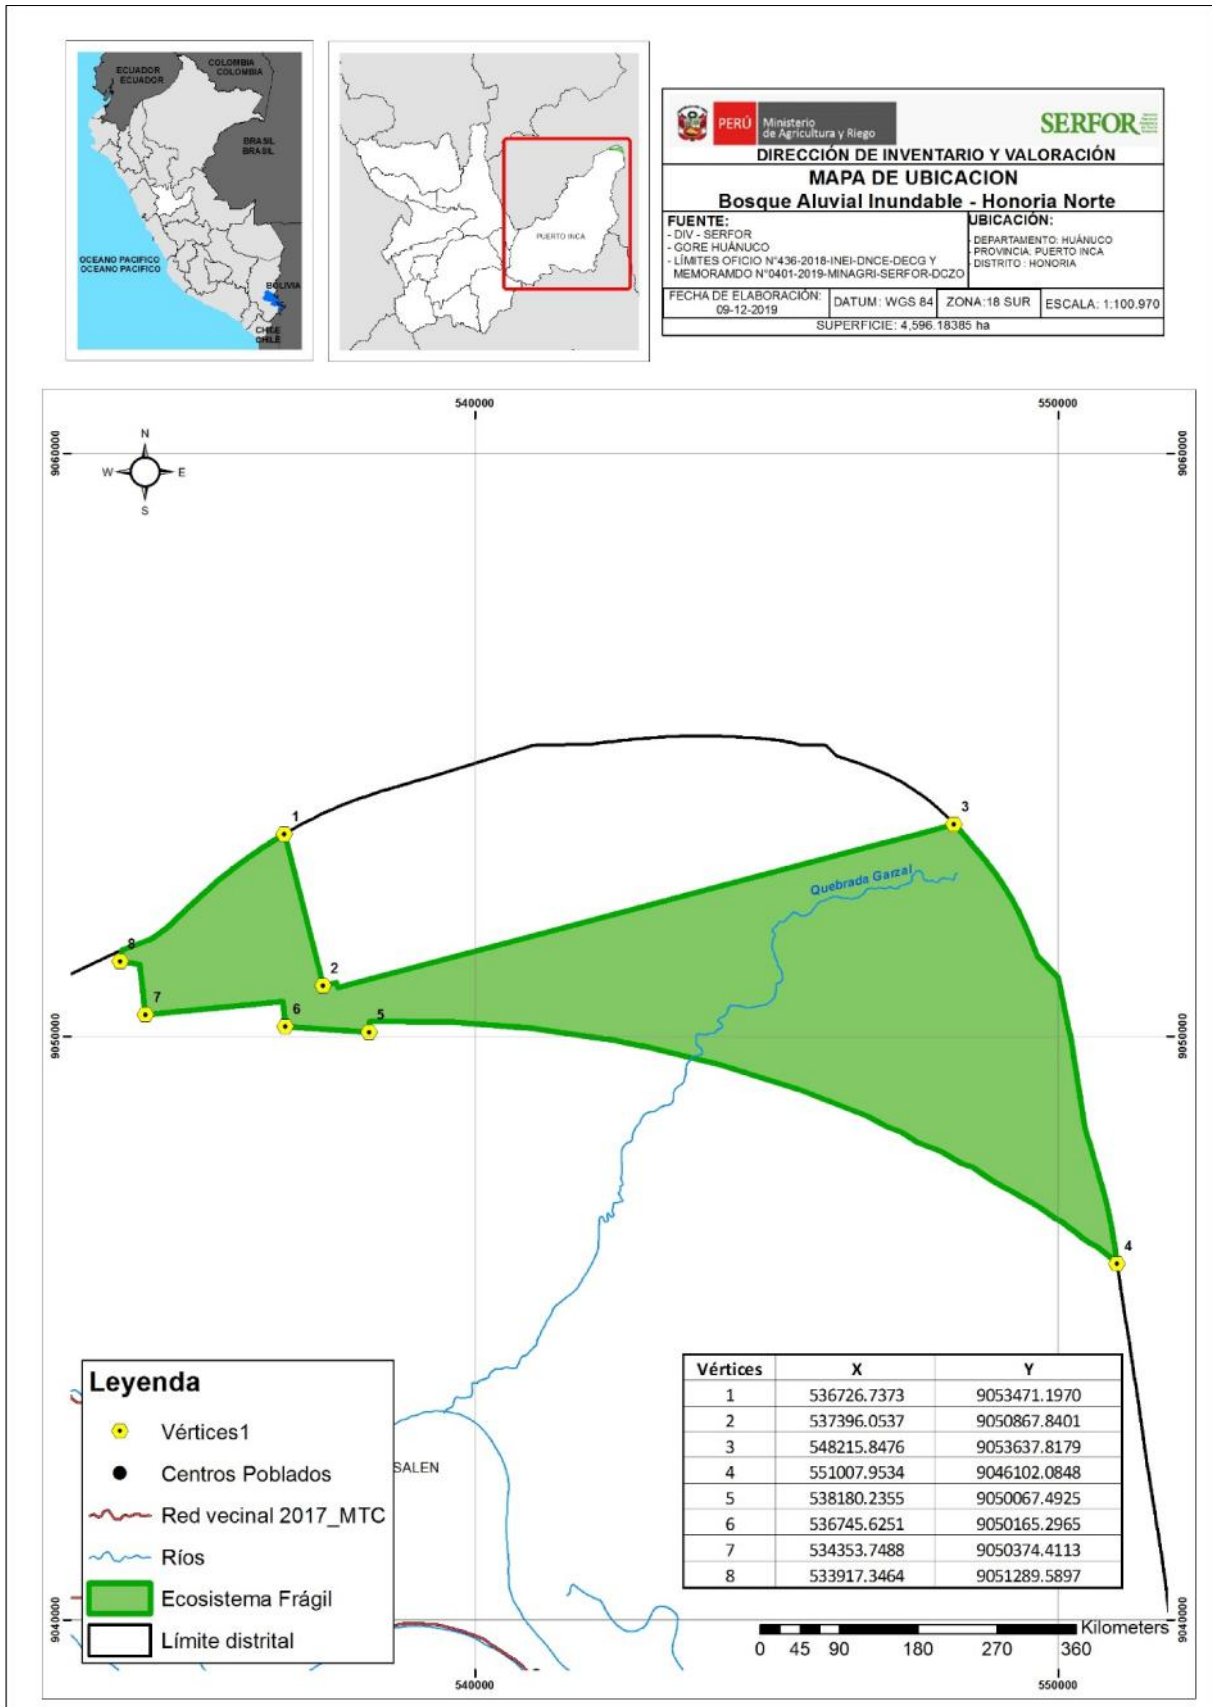 ECUADOR
ECUADOR
COLOMBIA
COLOMBIA
BRASIL
BRASIL
OCEANO PACIFICO
OCEANO PACIFICO
BOLIVIA
CHILE
CHILE
PUERTO INCA
PERÚ
Ministerio
de Agricultura y Riego
SERFOR
DIRECCIÓN DE INVENTARIO Y VALORACIÓN
MAPA DE UBICACION
Bosque Aluvial Inundable - Honoria Norte
FUENTE:
- DIV - SERFOR
- GORE HUÁNUCO
- LÍMITES OFICIO N°436-2018-INEI-DNCE-DECG Y
MEMORAMDO N°0401-2019-MINAGRI-SERFOR-DCZO
UBICACIÓN:
- DEPARTAMENTO: HUÁNUCO
- PROVINCIA: PUERTO INCA
- DISTRITO : HONORIA
FECHA DE ELABORACIÓN:
09-12-2019
DATUM: WGS 84
ZONA:18 SUR
ESCALA: 1:100.970
SUPERFICIE: 4,596.18385 ha
540000
550000
9060000
9060000
N
W
E
S
1
3
Quebrada Garzal
8
2
7
6
5
9050000
9050000
4
SALEN
Leyenda
Vértices1
Centros Poblados
Red vecinal 2017_MTC
Ríos
Ecosistema Frágil
Límite distrital
Vértices X Y
1 536726.7373 9053471.1970
2 537396.0537 9050867.8401
3 548215.8476 9053637.8179
4 551007.9534 9046102.0848
5 538180.2355 9050067.4925
6 536745.6251 9050165.2965
7 534353.7488 9050374.4113
8 533917.3464 9051289.5897
9040000
9040000
Kilometers
0 45 90 180 270 360
540000
550000